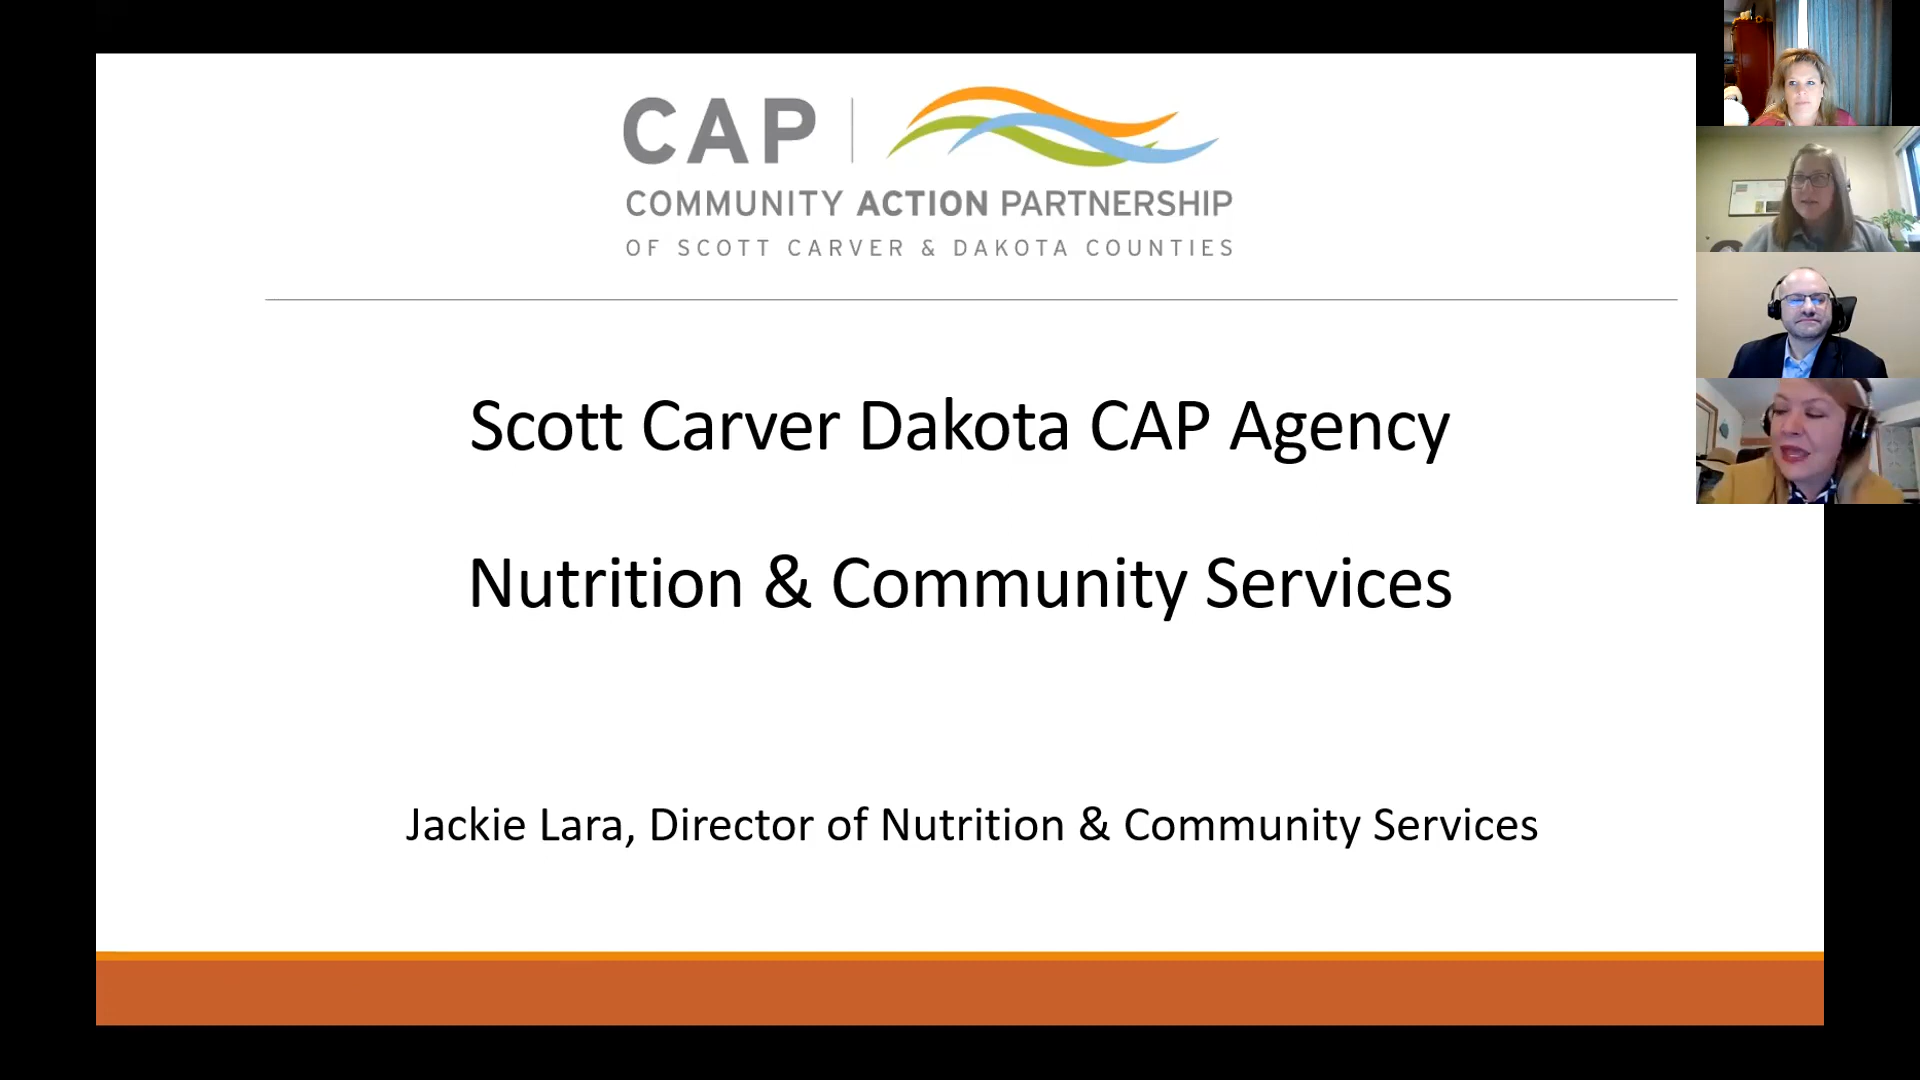 CAP
COMMUNITY ACTION PARTNERSHIP
OF SCOTT CARVER & DAKOTA COUNTIES
Scott Carver Dakota CAP Agency
Nutrition & Community Services
Jackie Lara, Director of Nutrition & Community Services